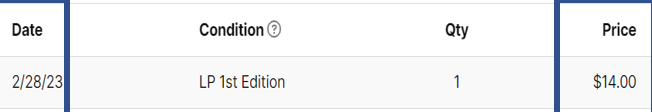 Date Condition ? Qty Price
2/28/23 LP 1st Edition 1 $14.00